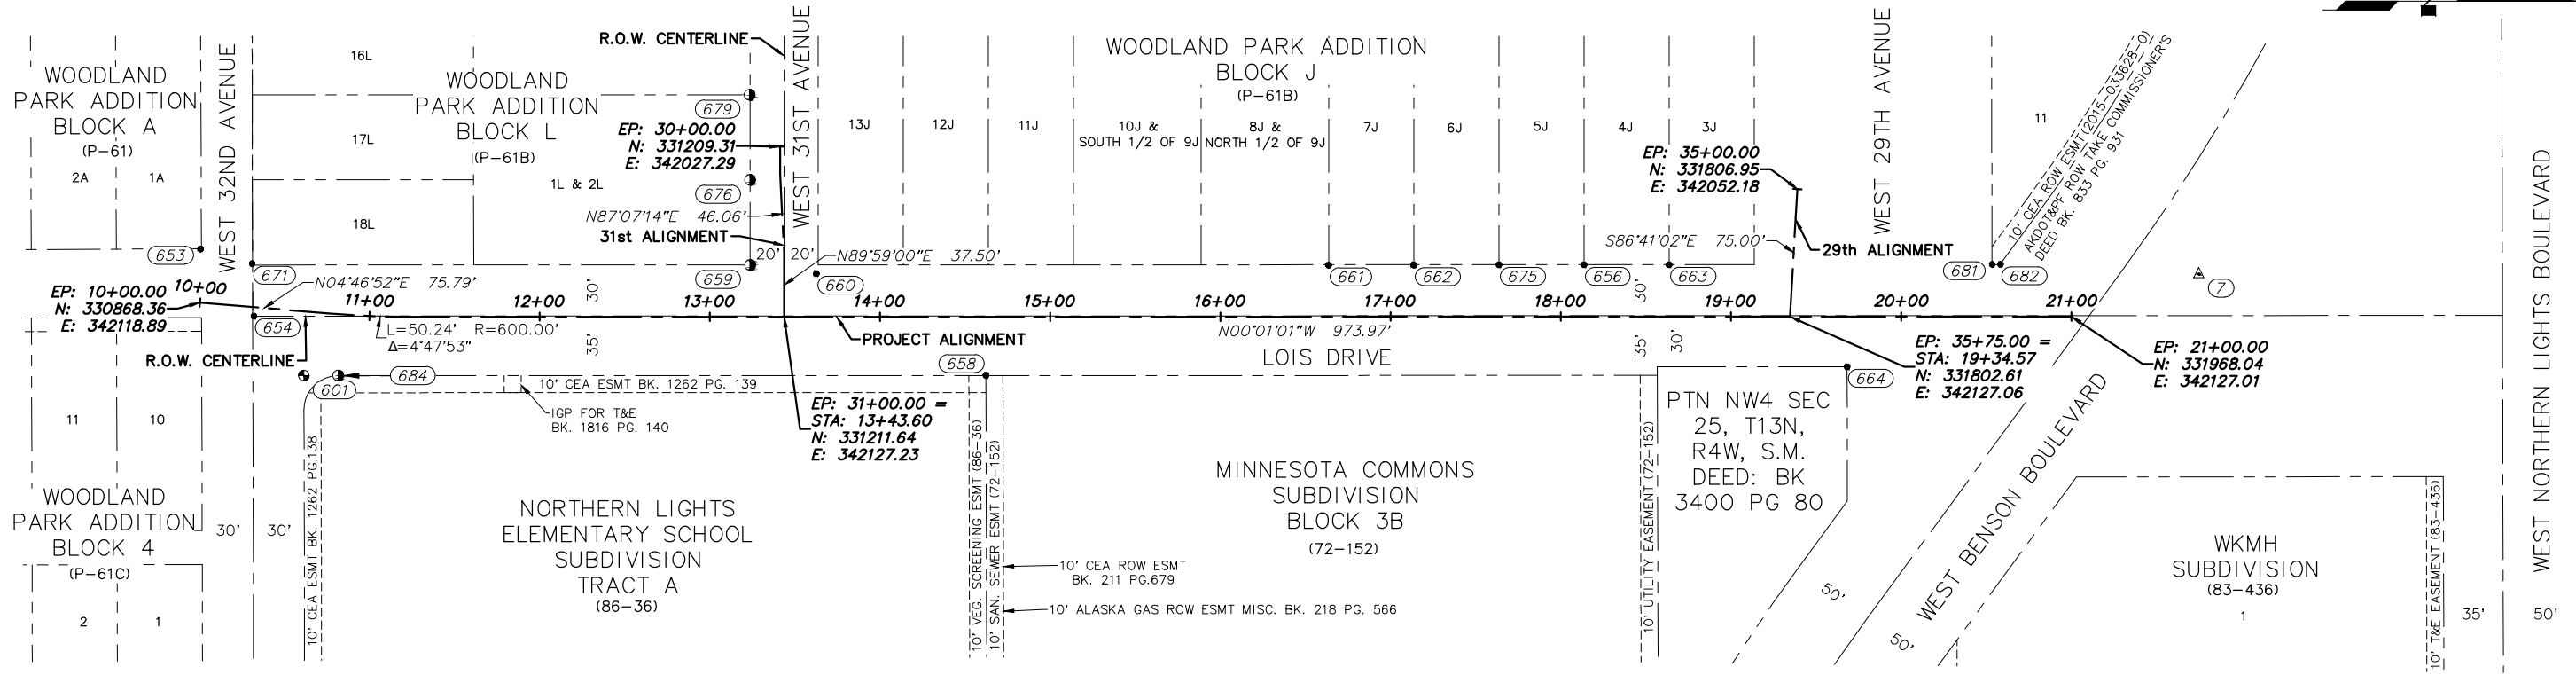 WOODLAND
PARK ADDITION
BLOCK A
(P-61)
2A
1A
653
WEST 32ND AVENUE
16L
17L
18L
WOODLAND
PARK ADDITION
BLOCK L
(P-61B)
1L & 2L
R.O.W. CENTERLINE
679
EP: 30+00.00
N: 331209.31
E: 342027.29
676
N87°07'14"E 46.06'
31st ALIGNMENT
659
20'
20'
WEST 31ST AVENUE
WOODLAND PARK ADDITION
BLOCK J
(P-61B)
13J
12J
11J
10J &
SOUTH 1/2 OF 9J
8J &
NORTH 1/2 OF 9J
7J
6J
5J
4J
3J
EP: 35+00.00
N: 331806.95
E: 342052.18
S86°41'02"E 75.00'
29th ALIGNMENT
WEST 29TH AVENUE
11
10' CEA ROW ESMT(2015-033628-0)
AKDOT&PF ROW TAKE COMMISSIONER'S
DEED BK. 833 PG. 931
681
682
7
WEST NORTHERN LIGHTS BOULEVARD
671
N04°46'52"E 75.79'
N89°59'00"E 37.50'
660
661
662
675
656
663
EP: 10+00.00
N: 330868.36
E: 342118.89
10+00
11+00
12+00
13+00
14+00
15+00
16+00
17+00
18+00
19+00
20+00
21+00
30'
30'
654
L=50.24' R=600.00'
Δ=4°47'53"
35'
PROJECT ALIGNMENT
N00°01'01"W 973.97'
LOIS DRIVE
35'
30'
R.O.W. CENTERLINE
601
684
658
664
10' CEA ESMT BK. 1262 PG. 139
IGP FOR T&E
BK. 1816 PG. 140
EP: 31+00.00 =
STA: 13+43.60
N: 331211.64
E: 342127.23
EP: 35+75.00 =
STA: 19+34.57
N: 331802.61
E: 342127.06
EP: 21+00.00
N: 331968.04
E: 342127.01
11
10
WOODLAND
PARK ADDITION
BLOCK 4
(P-61C)
2
1
30'
30'
10' CEA ESMT BK. 1262 PG.138
NORTHERN LIGHTS
ELEMENTARY SCHOOL
SUBDIVISION
TRACT A
(86-36)
10' VEG. SCREENING ESMT (86-36)
10' SAN. SEWER ESMT (72-152)
10' CEA ROW ESMT
BK. 211 PG.679
10' ALASKA GAS ROW ESMT MISC. BK. 218 PG. 566
MINNESOTA COMMONS
SUBDIVISION
BLOCK 3B
(72-152)
10' UTILITY EASEMENT (72-152)
PTN NW4 SEC
25, T13N,
R4W, S.M.
DEED: BK
3400 PG 80
50'
50'
WEST BENSON BOULEVARD
WKMH
SUBDIVISION
(83-436)
1
10' T&E EASEMENT (83-436)
35'
50'